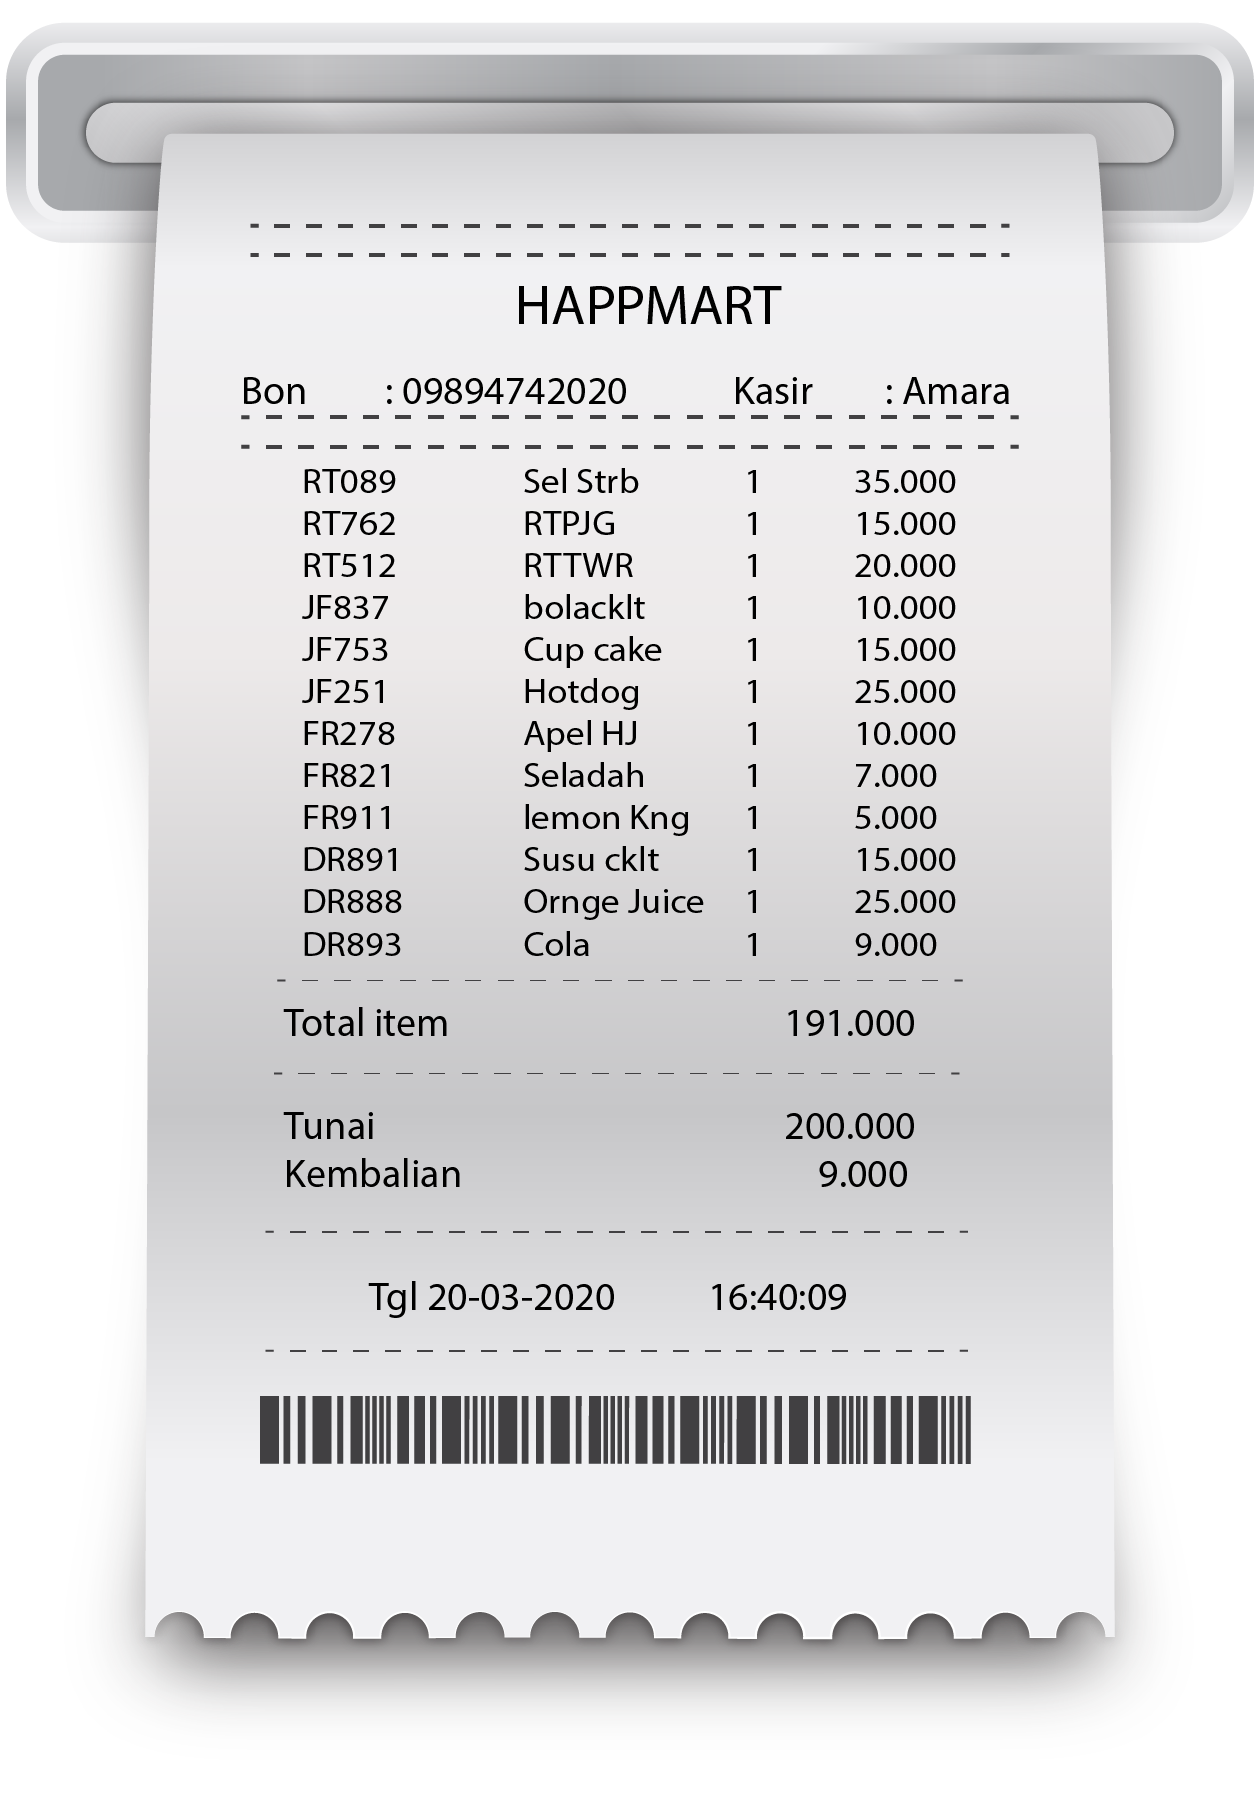 HAPPMART
Bon : 09894742020 Kasir : Amara
RT089 Sel Strb 1 35.000
RT762 RTPJG 1 15.000
RT512 RTTWR 1 20.000
JF837 bolacklt 1 10.000
JF753 Cup cake 1 15.000
JF251 Hotdog 1 25.000
FR278 Apel HJ 1 10.000
FR821 Seladah 1 7.000
FR911 lemon Kng 1 5.000
DR891 Susu cklt 1 15.000
DR888 Ornge Juice 1 25.000
DR893 Cola 1 9.000
Total item 191.000
Tunai 200.000
Kembalian 9.000
Tgl 20-03-2020 16:40:09